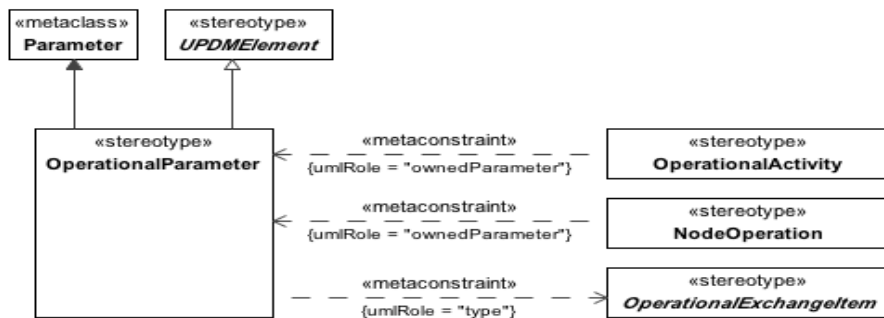 «metaclass»
Parameter
«stereotype»
UPDMElement
«stereotype»
OperationalParameter
«metaconstraint»
{umlRole = "ownedParameter"}
«stereotype»
OperationalActivity
«metaconstraint»
{umlRole = "ownedParameter"}
«stereotype»
NodeOperation
«metaconstraint»
{umlRole = "type"}
«stereotype»
OperationalExchangeItem